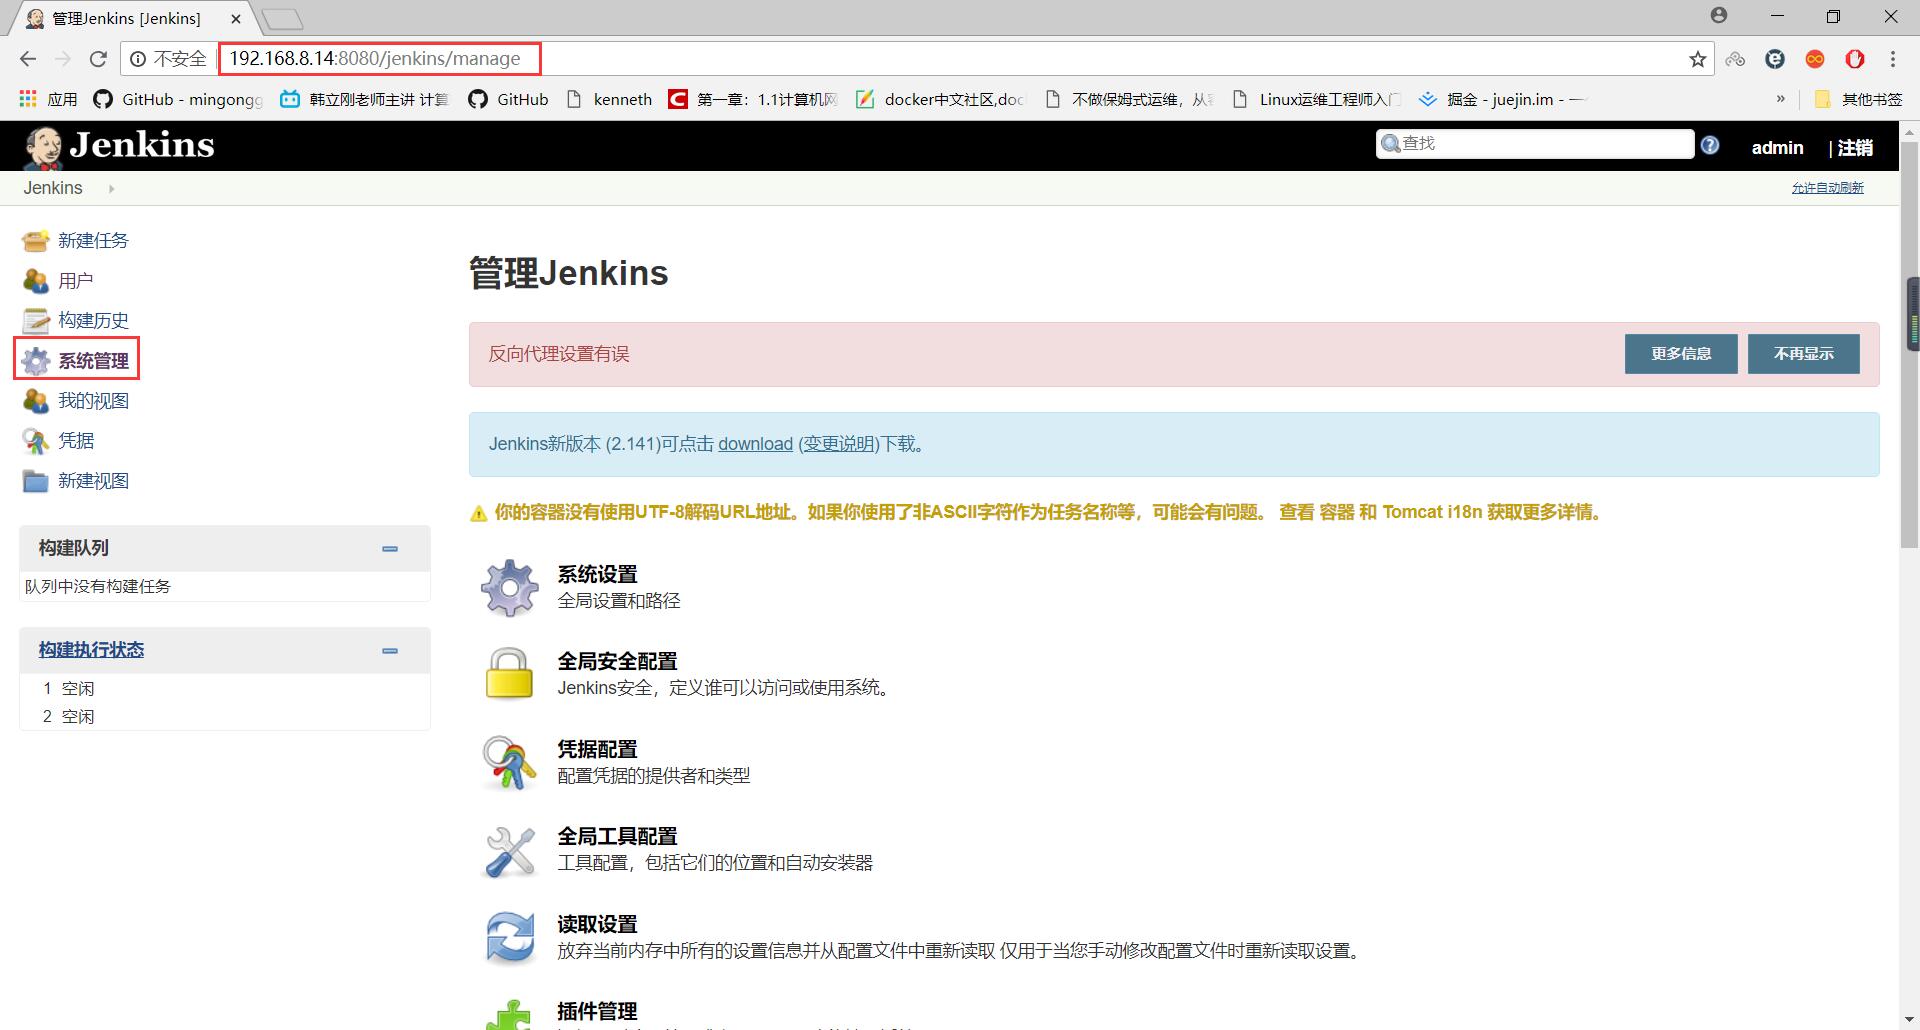 管理Jenkins [Jenkins]
不安全 192.168.8.14:8080/jenkins/manage
应用 GitHub - mingongg 韩立刚老师主讲 计算 GitHub kenneth 第一章：1.1计算机网 docker中文社区,doc 不做保姆式运维，从 Linux运维工程师入门 掘金 - juejin.im - 一 » 其他书签
Jenkins 查找 admin | 注销
Jenkins 允许自动刷新
新建任务
用户
构建历史
系统管理
我的视图
凭据
新建视图
构建队列
队列中没有构建任务
构建执行状态
1 空闲
2 空闲
管理Jenkins
反向代理设置有误 更多信息 不再显示
Jenkins新版本 (2.141)可点击 download (变更说明)下载。
你的容器没有使用UTF-8解码URL地址。如果你使用了非ASCII字符作为任务名称等，可能会有问题。 查看 容器 和 Tomcat i18n 获取更多详情。
系统设置
全局设置和路径
全局安全配置
Jenkins安全，定义谁可以访问或使用系统。
凭据配置
配置凭据的提供者和类型
全局工具配置
工具配置，包括它们的位置和自动安装器
读取设置
放弃当前内存中所有的设置信息并从配置文件中重新读取 仅用于当您手动修改配置文件时重新读取设置。
插件管理